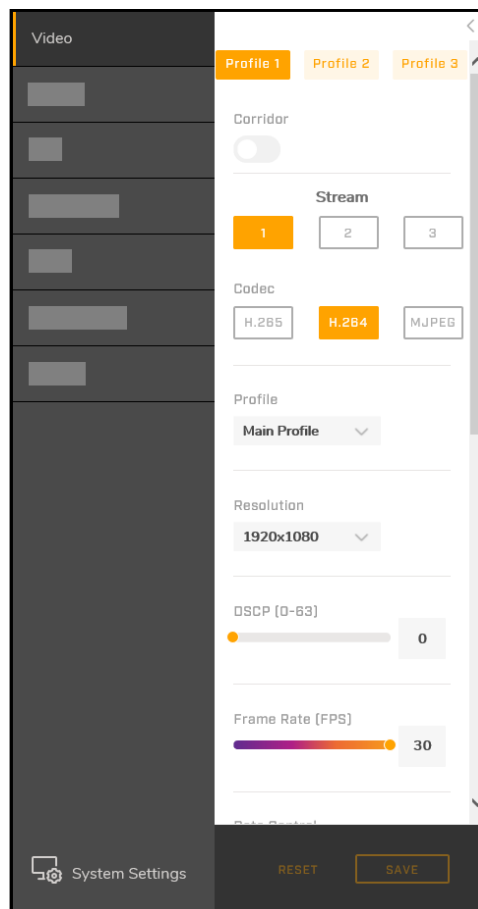 Video
Profile 1 Profile 2 Profile 3
Corridor
Stream
1 2 3
Codec
H.265 H.264 MJPEG
Profile
Main Profile
Resolution
1920x1080
DSCP (0-63)
0
Frame Rate (FPS)
30
System Settings
RESET SAVE